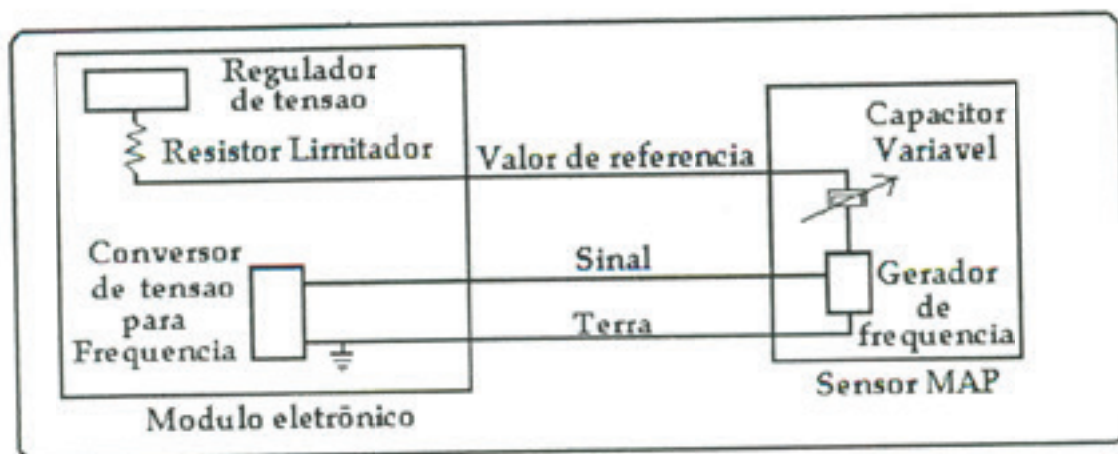 Regulador
de tensao
Resistor Limitador
Valor de referencia
Capacitor
Variavel
Conversor
de tensao
para
Frequencia
Sinal
Terra
Gerador
de
frequencia
Sensor MAP
Modulo eletrônico